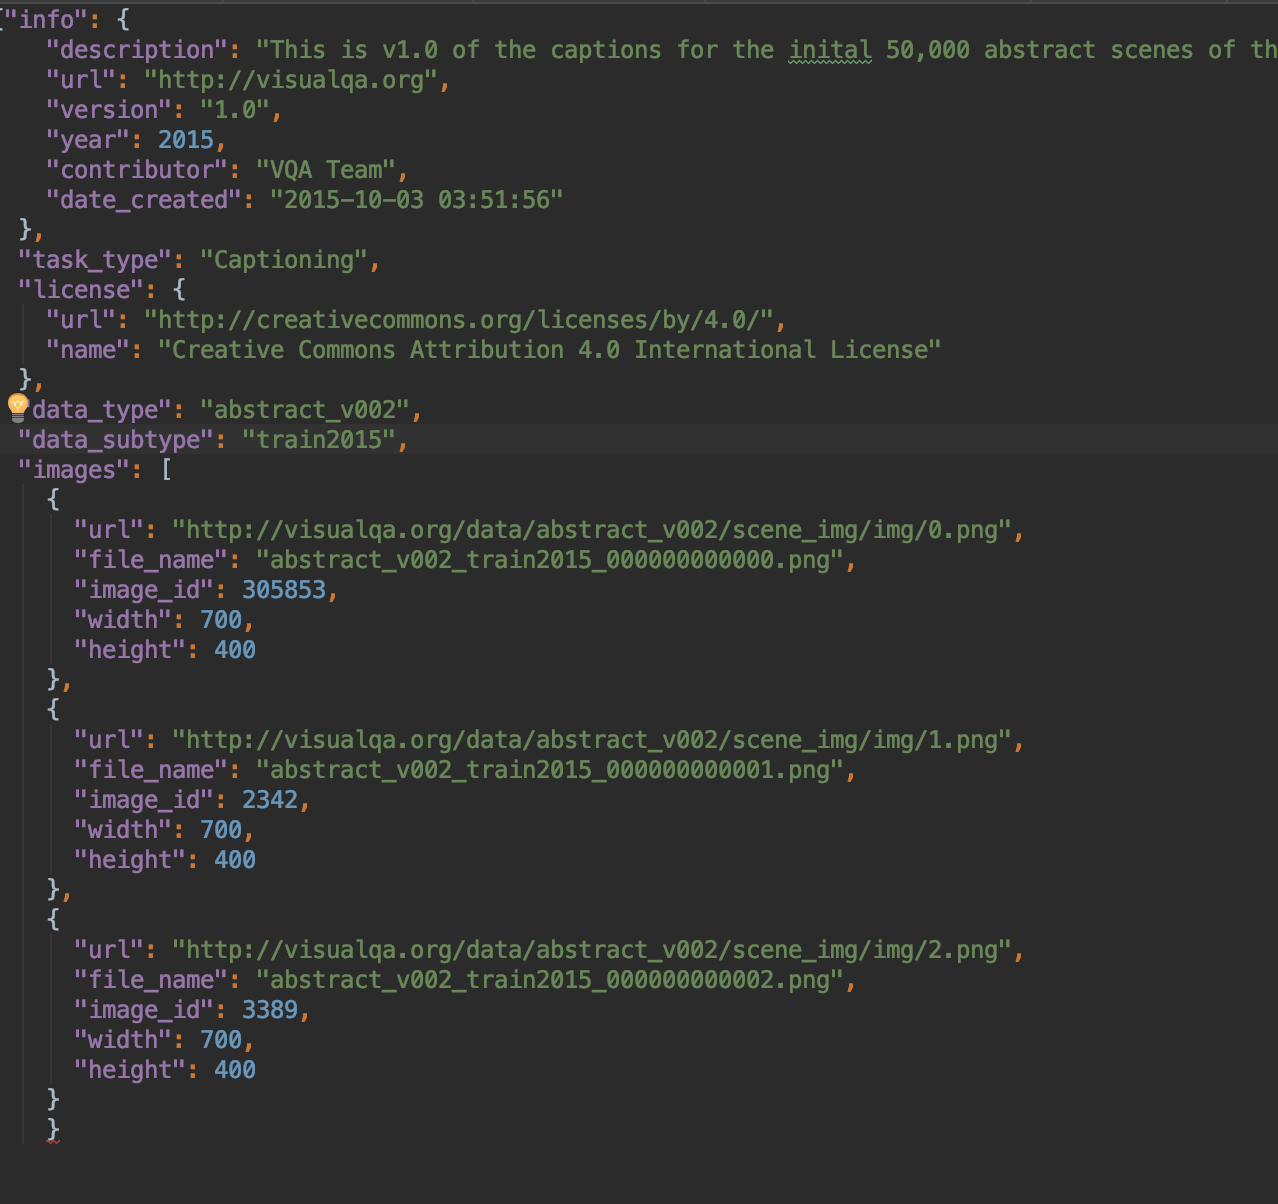 {"info": {
"description": "This is v1.0 of the captions for the inital 50,000 abstract scenes of th
"url": "http://visualqa.org",
"version": "1.0",
"year": 2015,
"contributor": "VQA Team",
"date_created": "2015-10-03 03:51:56"
},
"task_type": "Captioning",
"license": {
"url": "http://creativecommons.org/licenses/by/4.0/",
"name": "Creative Commons Attribution 4.0 International License"
},
data_type": "abstract_v002",
"data_subtype": "train2015",
"images": [
{
"url": "http://visualqa.org/data/abstract_v002/scene_img/img/0.png",
"file_name": "abstract_v002_train2015_000000000000.png",
"image_id": 305853,
"width": 700,
"height": 400
},
{
"url": "http://visualqa.org/data/abstract_v002/scene_img/img/1.png",
"file_name": "abstract_v002_train2015_000000000001.png",
"image_id": 2342,
"width": 700,
"height": 400
},
{
"url": "http://visualqa.org/data/abstract_v002/scene_img/img/2.png",
"file_name": "abstract_v002_train2015_000000000002.png",
"image_id": 3389,
"width": 700,
"height": 400
}
}